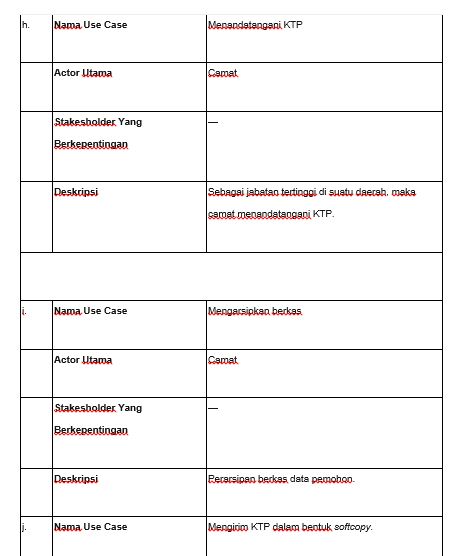 h. Nama Use Case Menandatangani KTP
Actor Utama Camat
Stakesholder Yang —
Berkepentingan
Deskripsi Sebagai jabatan tertinggi di suatu daerah, maka
camat menandatangani KTP.
i. Nama Use Case Mengarsipkan berkas
Actor Utama Camat
Stakesholder Yang —
Berkepentingan
Deskripsi Perarsipan berkas data pemohon.
j. Nama Use Case Mengirim KTP dalam bentuk softcopy.